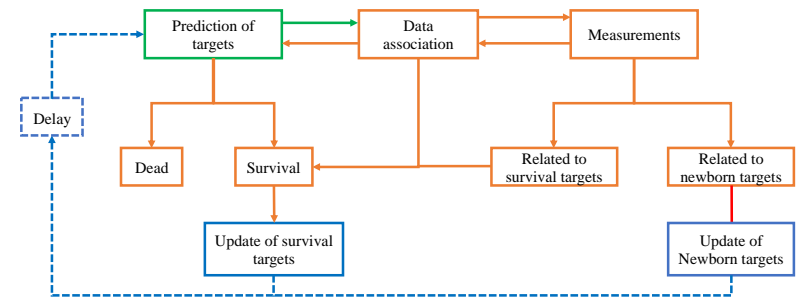 Prediction of
targets
Data
association
Measurements
Delay
Dead
Survival
Related to
survival targets
Related to
newborn targets
Update of survival
targets
Update of
Newborn targets